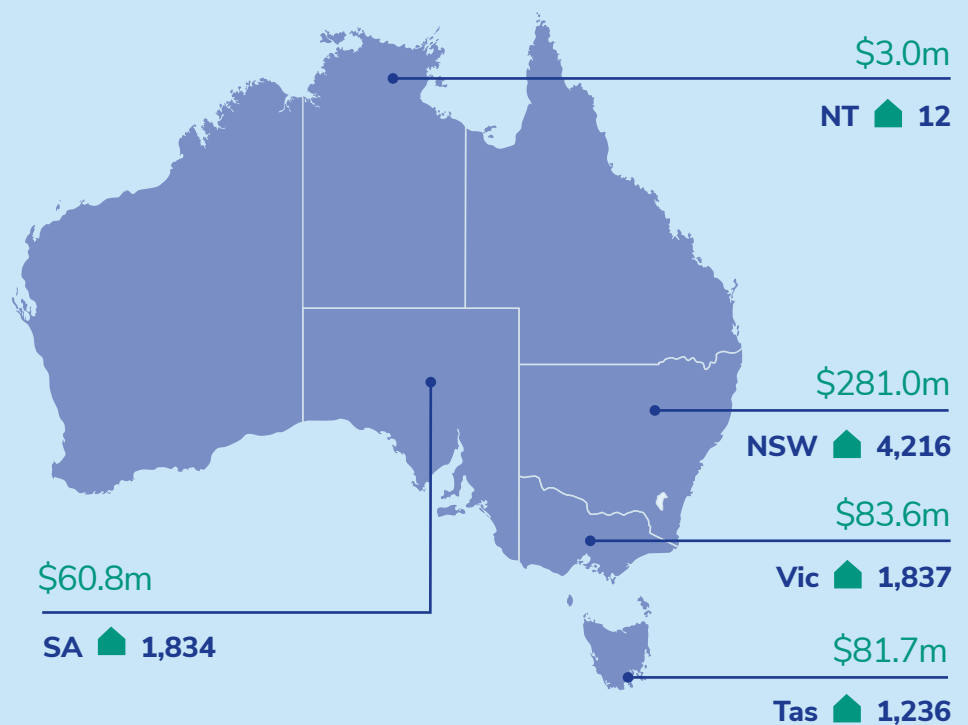 $3.0m
NT 12
$281.0m
NSW 4,216
$83.6m
Vic 1,837
$60.8m
SA 1,834
$81.7m
Tas 1,236